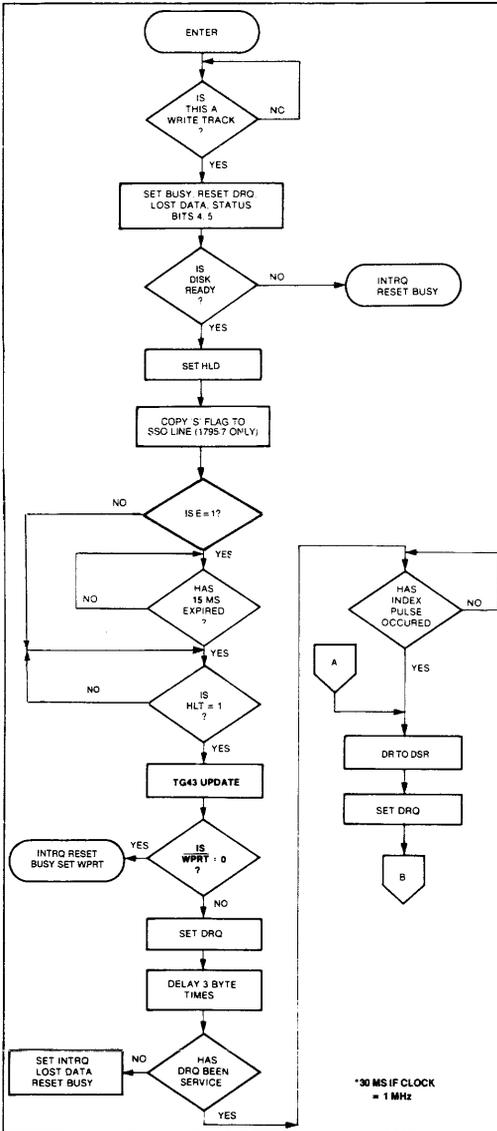 ENTER
IS
THIS A
WRITE TRACK
?
NO
YES
SET BUSY, RESET DRQ,
LOST DATA, STATUS
BITS 4, 5
IS
DISK
READY
?
NO
INTRQ
RESET BUSY
YES
SET HLD
COPY 'S' FLAG TO
SSO LINE (1795-7 ONLY)
IS E = 1?
NO
YES
HAS
15 MS
EXPIRED
?
NO
YES
IS
HLT = 1
?
NO
YES
TG43 UPDATE
IS
WPRT = 0
?
YES
INTRQ RESET
BUSY SET WPRT
NO
SET DRQ
DELAY 3 BYTE
TIMES
HAS
DRQ BEEN
SERVICE
NO
SET INTRQ
LOST DATA
RESET BUSY
YES
HAS
INDEX
PULSE
OCCURED
NO
YES
A
DR TO DSR
SET DRQ
B
*30 MS IF CLOCK
= 1 MHz